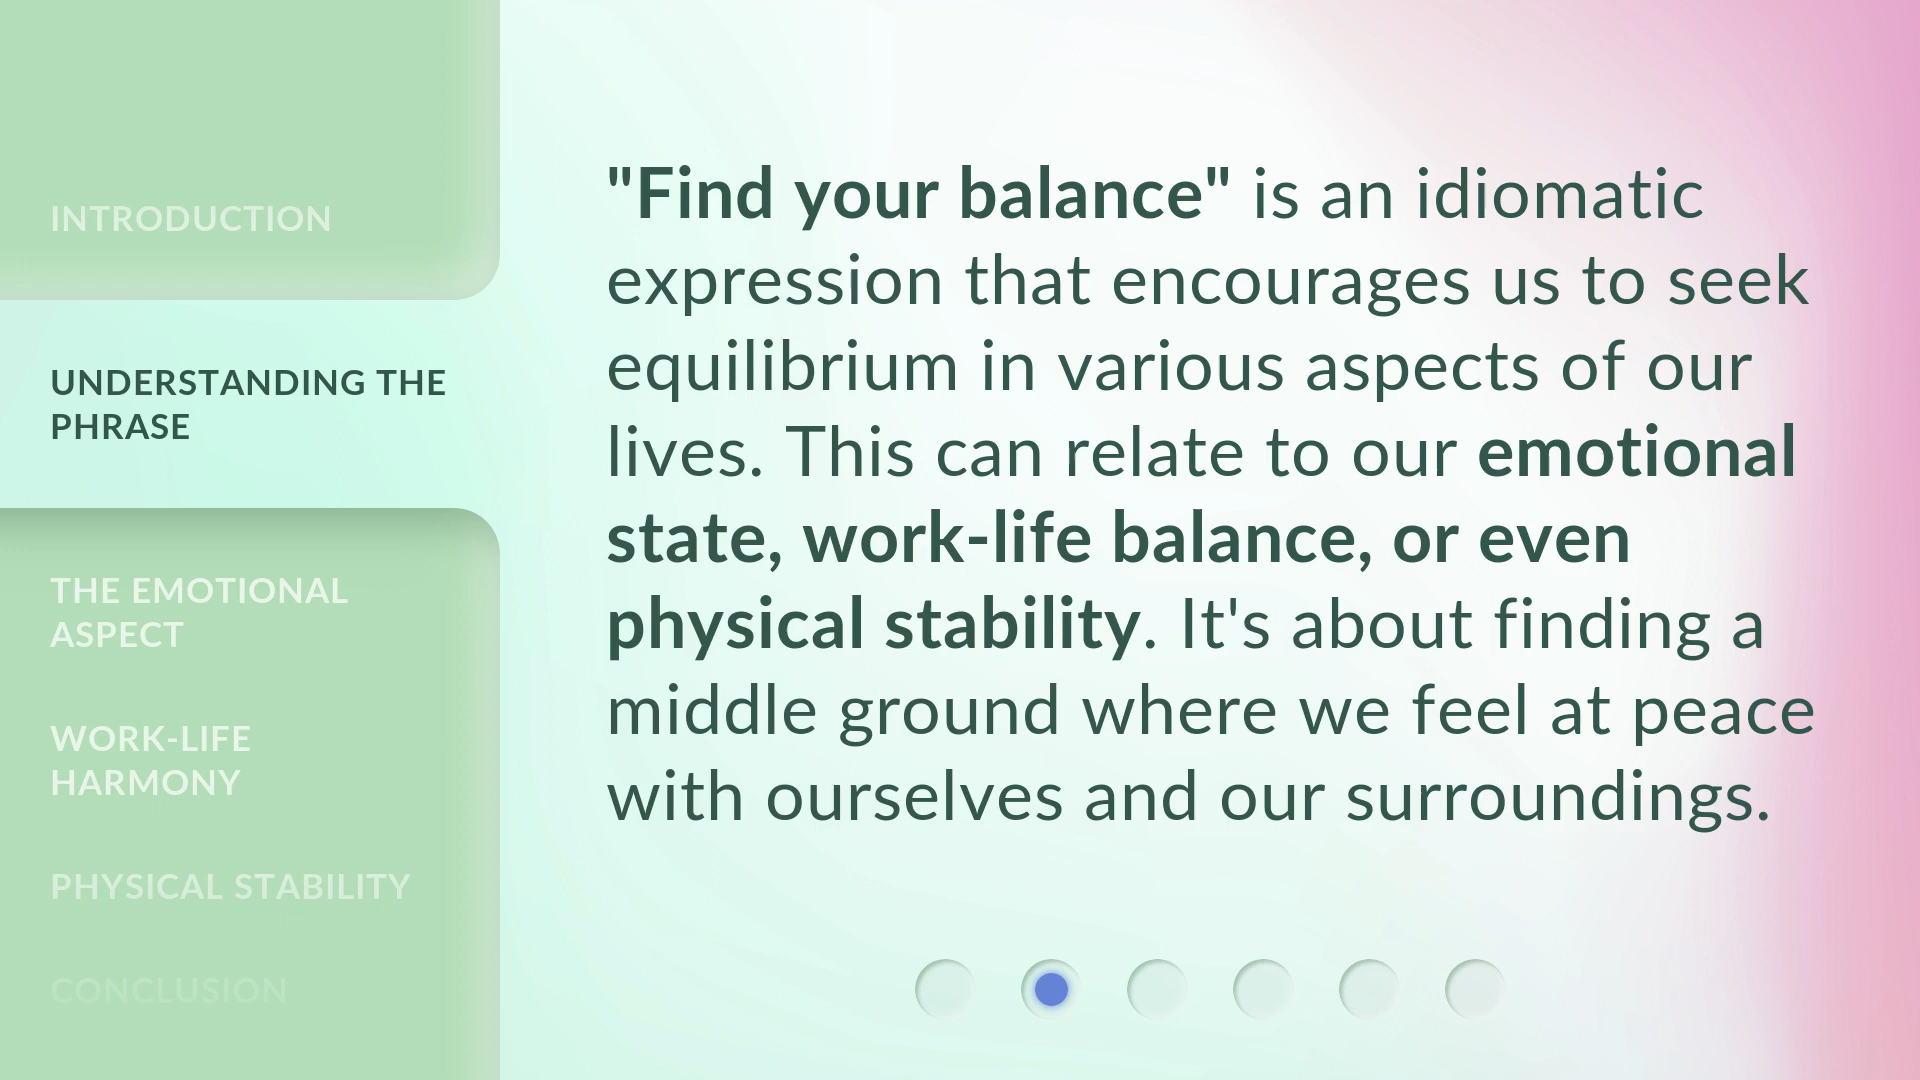 INTRODUCTION
UNDERSTANDING THE
PHRASE
THE EMOTIONAL
ASPECT
WORK-LIFE
HARMONY
PHYSICAL STABILITY
CONCLUSION
"Find your balance" is an idiomatic
expression that encourages us to seek
equilibrium in various aspects of our
lives. This can relate to our emotional
state, work-life balance, or even
physical stability. It's about finding a
middle ground where we feel at peace
with ourselves and our surroundings.